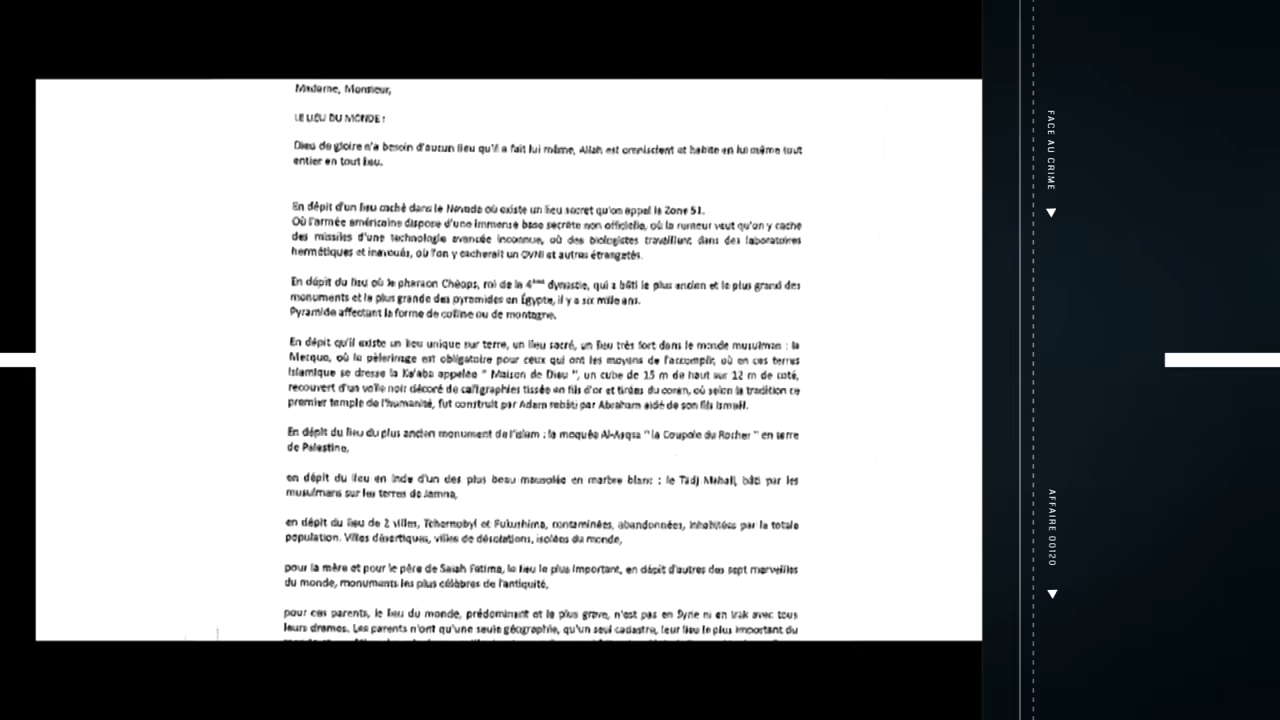 Madame, Monsieur,
LE LIEU DU MONDE !
Dieu de gloire n'a besoin d'aucun lieu qu'il a fait lui même, Allah est omniscient et habite en lui même tout
entier en tout lieu.
En dépit d'un lieu caché dans le Nevada où existe un lieu secret qu'on appel la Zone 51.
Où l'armée américaine dispose d'une immense base secrète non officielle, où la rumeur veut qu'on y cache
des missiles d'une technologie avancée inconnue, où des biologistes travaillent dans des laboratoires
hermétiques et inavoués, où l'on y cacherait un OVNI et autres étrangetés.
En dépit du lieu où le pharaon Chéops, roi de la 4ème dynastie, qui a bâti le plus ancien et le plus grand des
monuments et la plus grande des pyramides en Égypte, il y a six mille ans.
Pyramide affectant la forme de colline ou de montagne.
En dépit qu'il existe un lieu unique sur terre, un lieu sacré, un lieu très fort dans le monde musulman : la
Mecque, où le pèlerinage est obligatoire pour ceux qui ont les moyens de l'accomplir, où en ces terres
islamique se dresse la Ka'aba appelée " Maison de Dieu ", un cube de 15 m de haut sur 12 m de coté,
recouvert d'un voile noir décoré de calligraphies tissée en fils d'or et tirées du coran, où selon la tradition ce
premier temple de l'humanité, fut construit par Adam rebâti par Abraham aidé de son fils Ismaïl.
En dépit du lieu du plus ancien monument de l'islam : la moquée Al-Aqsa "la Coupole du Rocher " en terre
de Palestine,
en dépit du lieu en inde d'un des plus beau mausolée en marbre blanc : le Tadj Mahall, bâti par les
musulmans sur les terres de Jamna,
en dépit du lieu de 2 villes, Tchernobyl et Fukushima, contaminées, abandonnées, inhabitées par la totale
population. Villes désertiques, villes de désolations, isolées du monde,
pour la mère et pour le père de Saiah Fatima, le lieu le plus important, en dépit d'autres des sept merveilles
du monde, monuments les plus célèbres de l'antiquité,
pour ces parents, le lieu du monde, prédominant et le plus grave, n'est pas en Syrie ni en Irak avec tous
leurs drames. Les parents n'ont qu'une seule géographie, qu'un seul cadastre, leur lieu le plus important du
FACE AU CRIME
AFFAIRE 00120